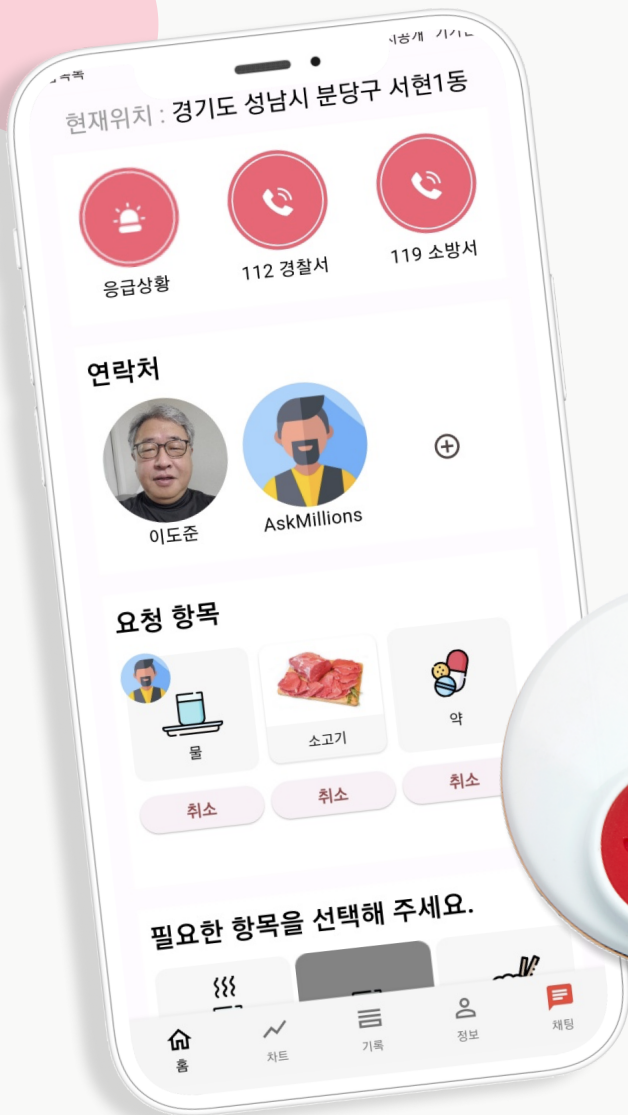 현재위치 : 경기도 성남시 분당구 서현1동
응급상황
112 경찰서
119 소방서
연락처
이도준
AskMillions
요청 항목
물
소고기
약
취소
취소
취소
필요한 항목을 선택해 주세요.
홈
차트
기록
정보
채팅